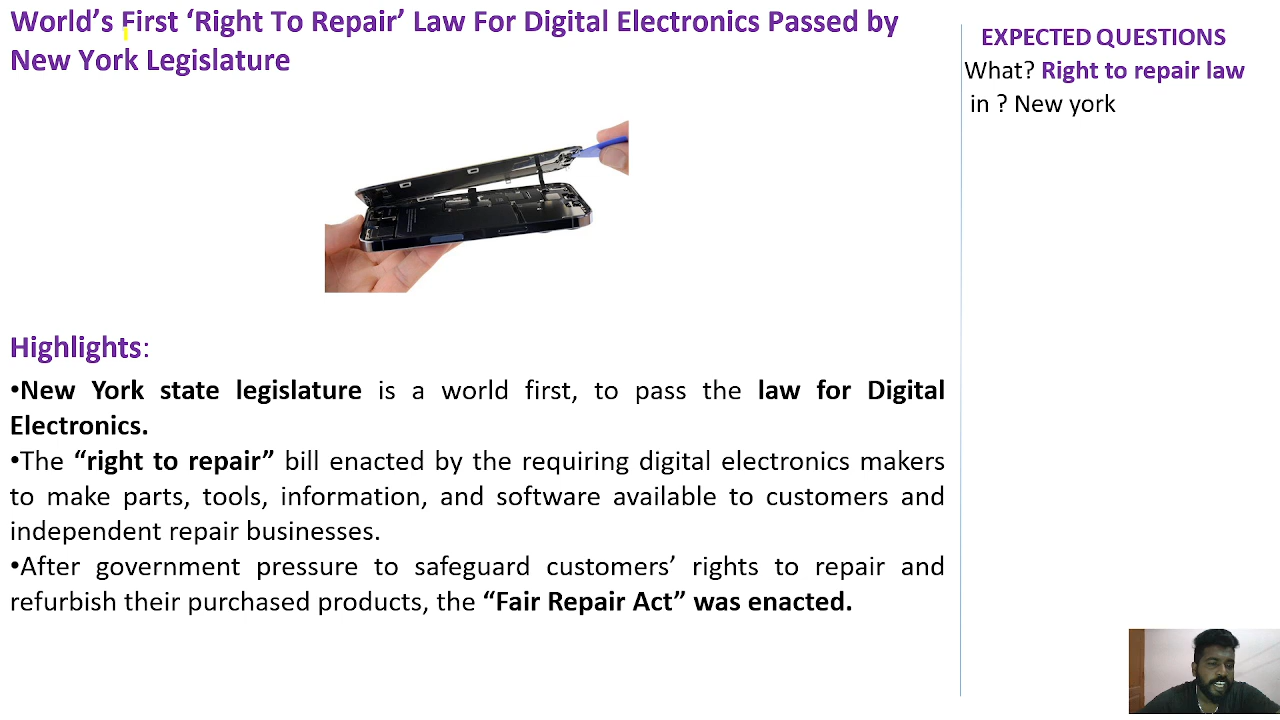 World’s First ‘Right To Repair’ Law For Digital Electronics Passed by
New York Legislature
Highlights:
•New York state legislature is a world first, to pass the law for Digital
Electronics.
•The “right to repair” bill enacted by the requiring digital electronics makers
to make parts, tools, information, and software available to customers and
independent repair businesses.
•After government pressure to safeguard customers’ rights to repair and
refurbish their purchased products, the “Fair Repair Act” was enacted.
EXPECTED QUESTIONS
What? Right to repair law
in ? New york